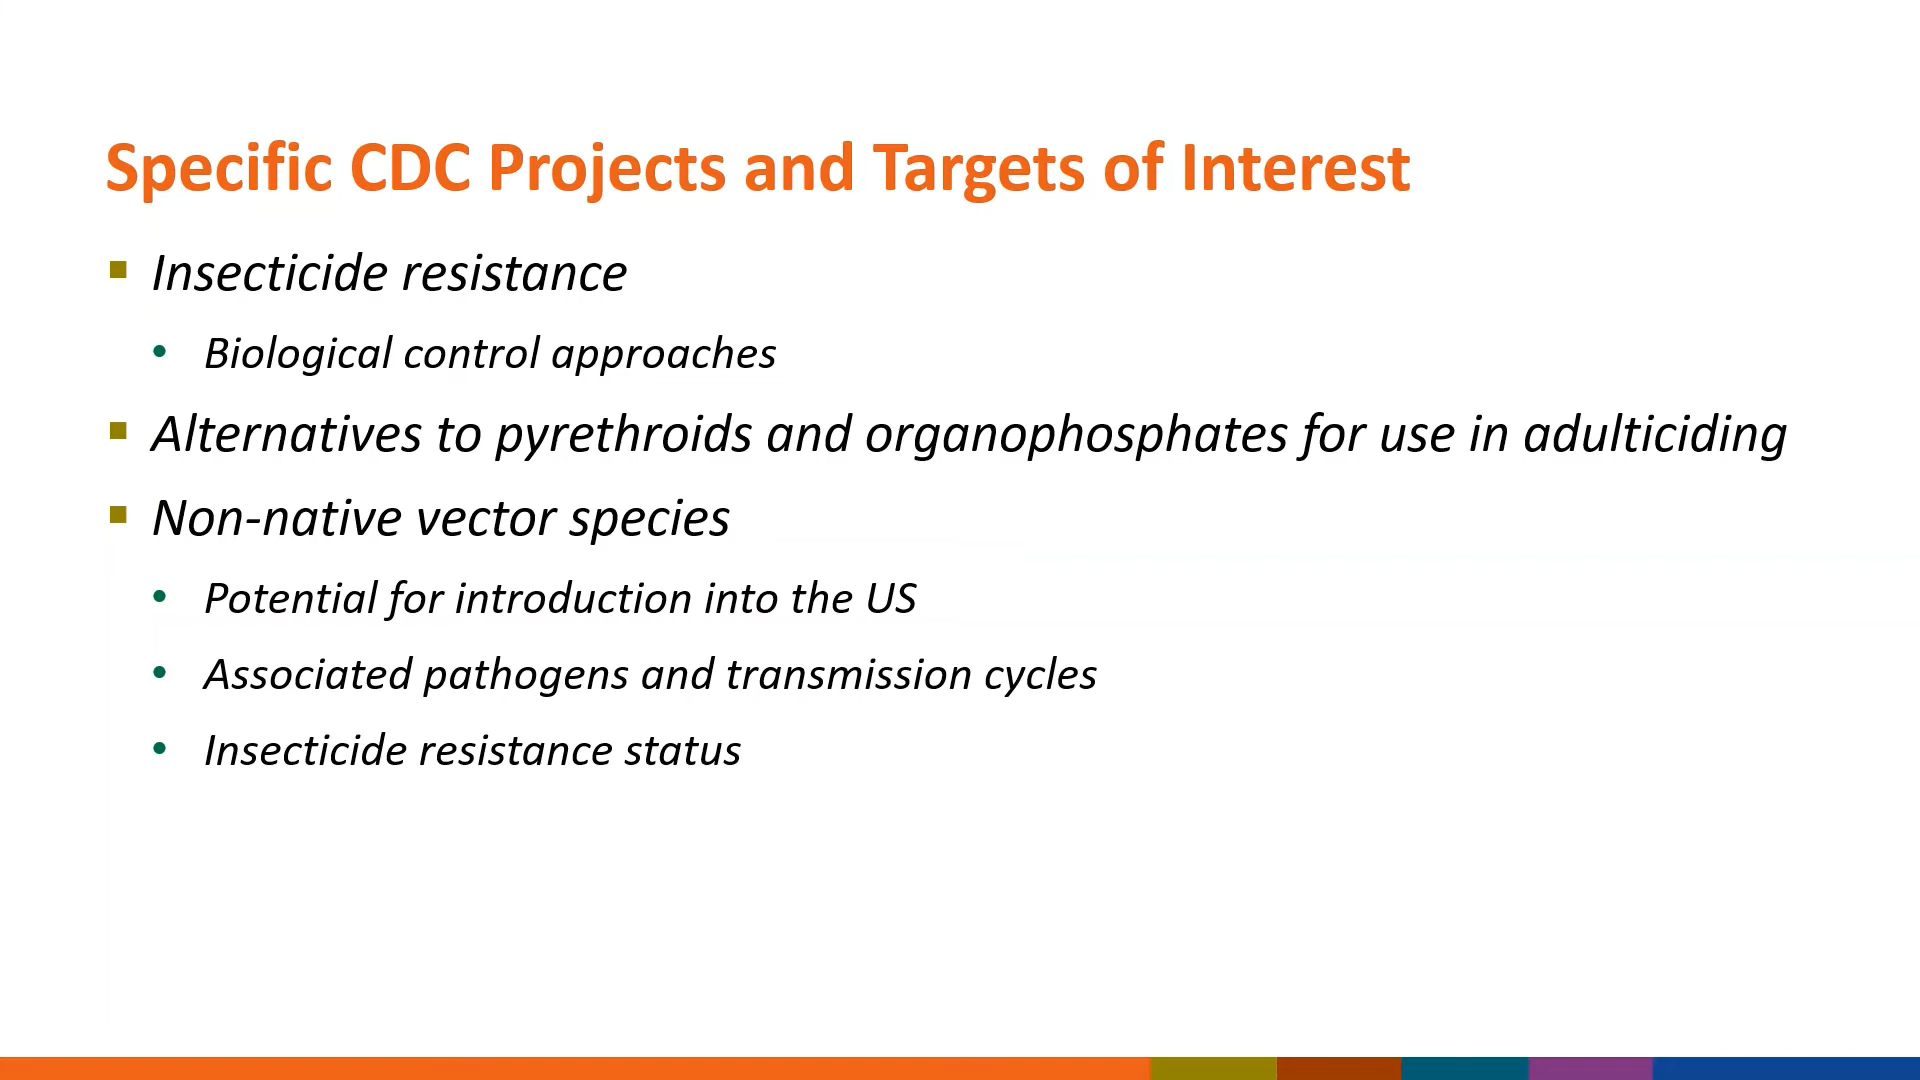 Specific CDC Projects and Targets of Interest
Insecticide resistance
Biological control approaches
Alternatives to pyrethroids and organophosphates for use in adulticiding
Non-native vector species
Potential for introduction into the US
Associated pathogens and transmission cycles
Insecticide resistance status